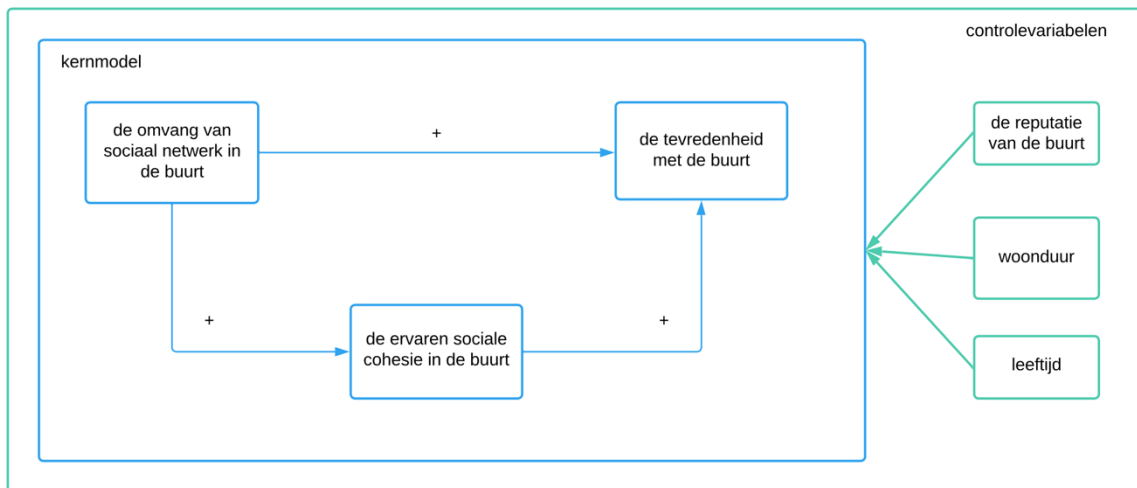 controlevariabelen
kernmodel
de omvang van
sociaal netwerk in
de buurt
+
de tevredenheid
met de buurt
de reputatie
van de buurt
woonduur
+
+
de ervaren sociale
cohesie in de buurt
leeftijd